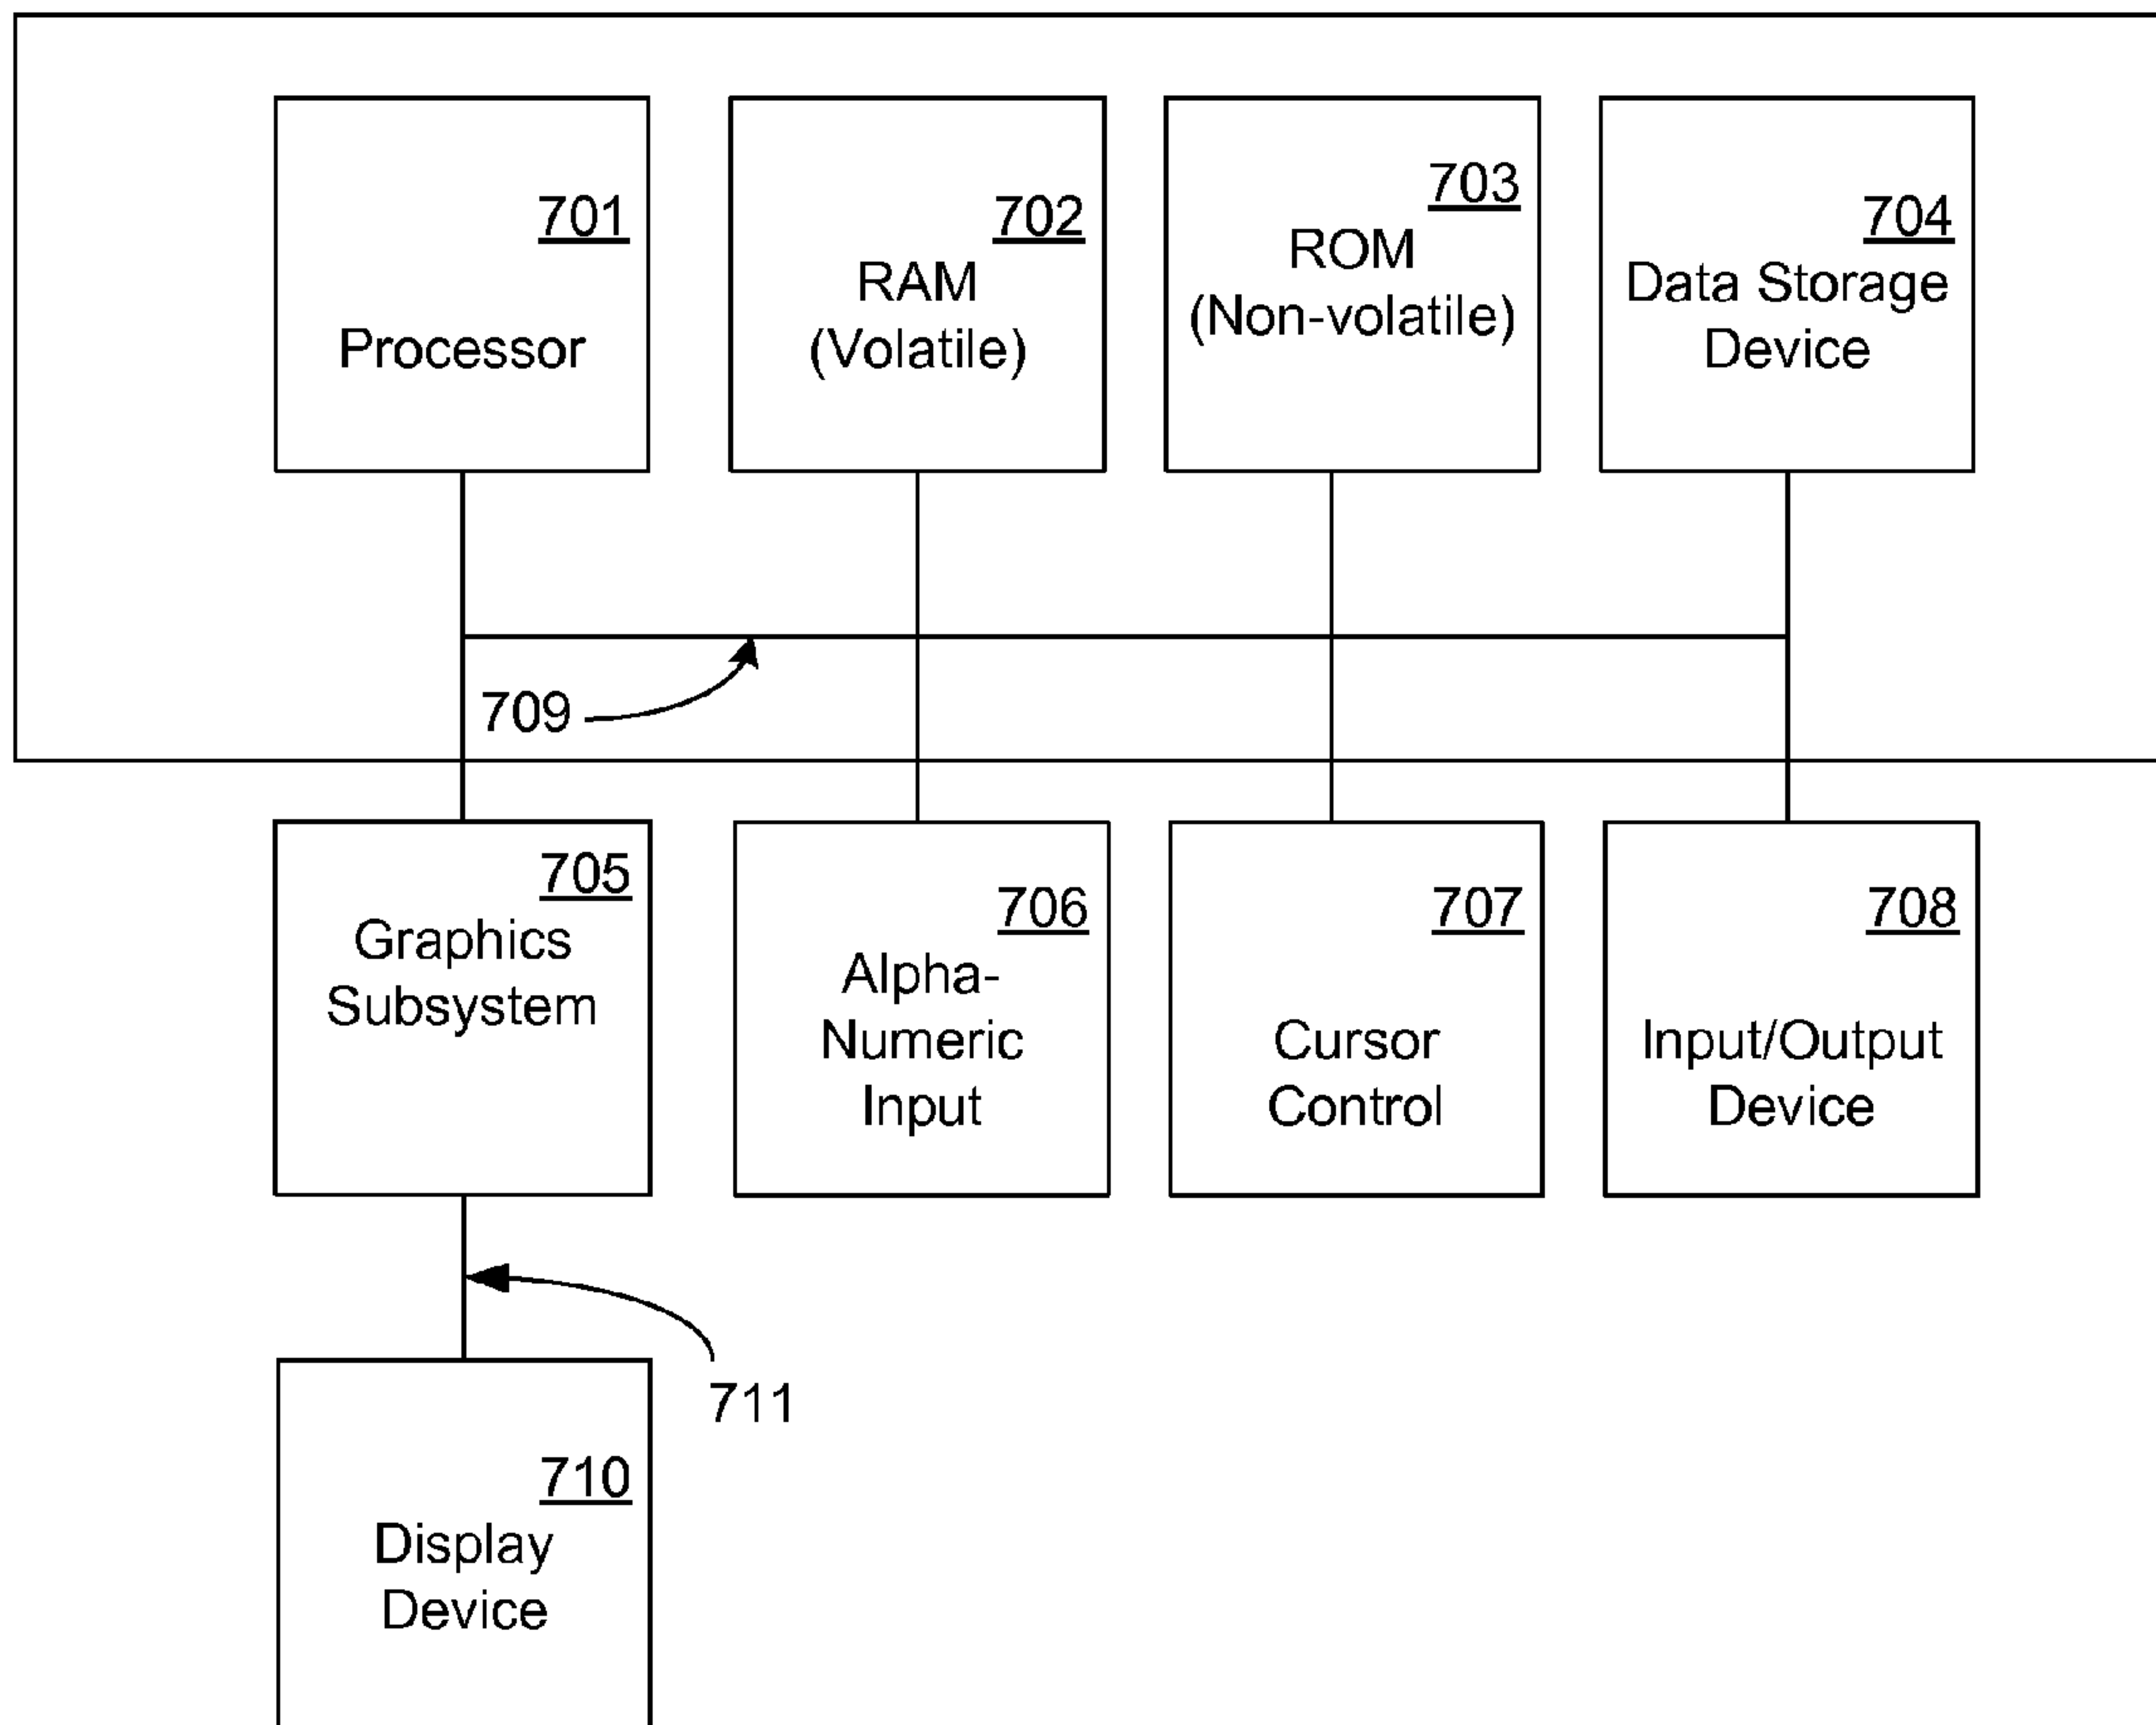 701
Processor
702
RAM
(Volatile)
703
ROM
(Non-volatile)
704
Data Storage
Device
709
705
Graphics
Subsystem
706
Alpha-
Numeric
Input
707
Cursor
Control
708
Input/Output
Device
711
710
Display
Device